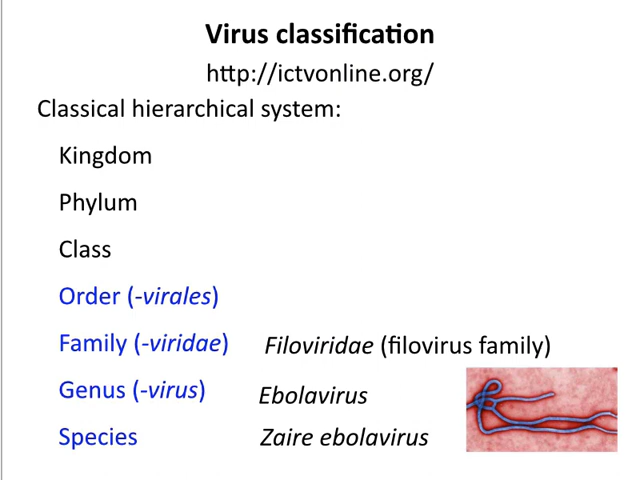 Virus classification
http://ictvonline.org/
Classical hierarchical system:
Kingdom
Phylum
Class
Order (-virales)
Family (-viridae) Filoviridae (filovirus family)
Genus (-virus) Ebolavirus
Species Zaire ebolavirus